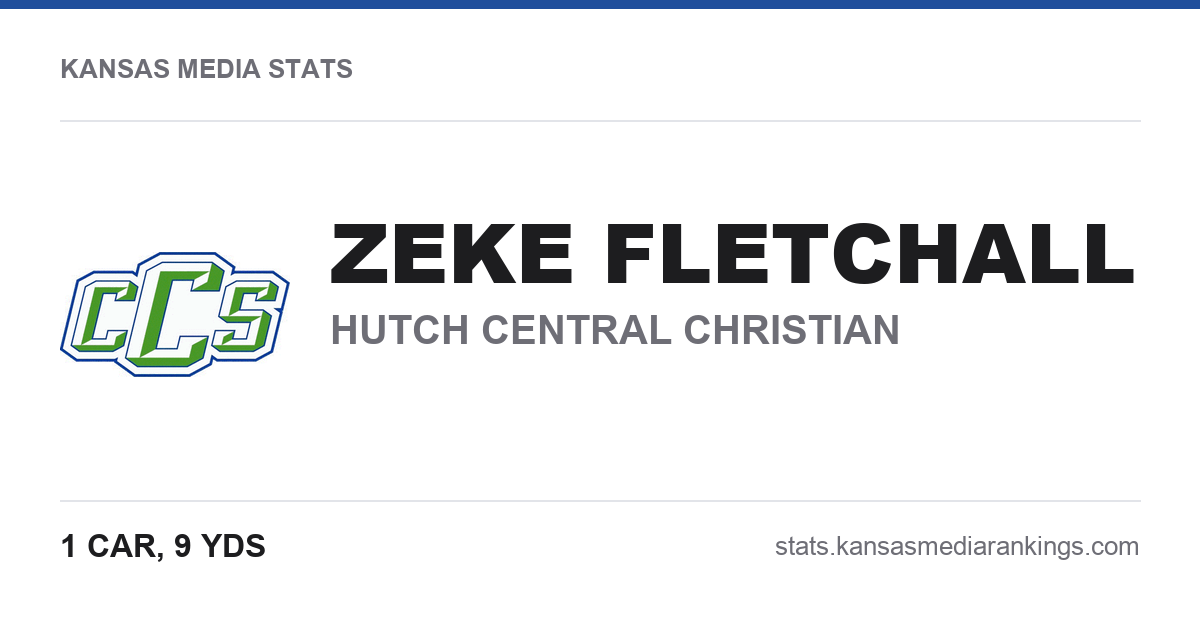 KANSAS MEDIA STATS
CCS
ZEKE FLETCHALL
HUTCH CENTRAL CHRISTIAN
1 CAR, 9 YDS
stats.kansasmediarankings.com